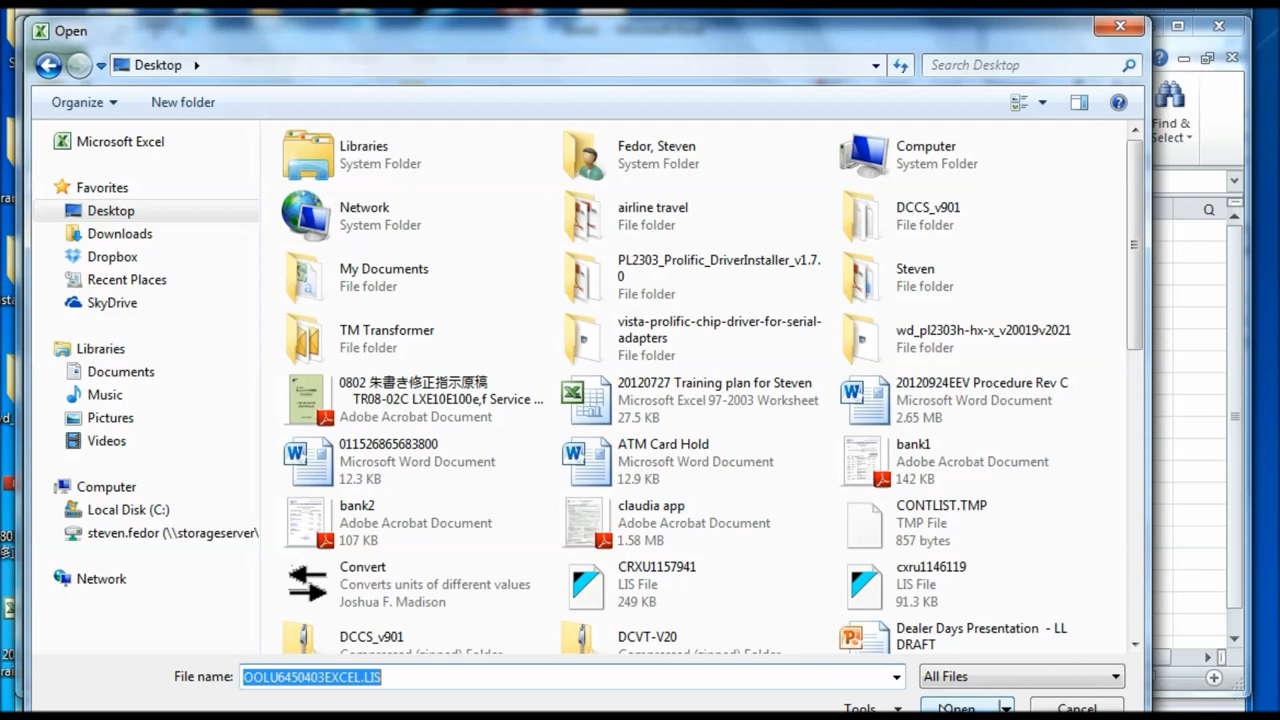 Open
Desktop
Search Desktop
Organize
New folder
Find &
Select
Microsoft Excel
Favorites
Desktop
Downloads
Dropbox
Recent Places
SkyDrive
Libraries
Documents
Music
Pictures
Videos
Computer
Local Disk (C:)
steven.fedor (\\storageserver\
Network
Libraries
System Folder
Fedor, Steven
System Folder
Computer
System Folder
Network
System Folder
airline travel
File folder
DCCS_v901
File folder
My Documents
File folder
PL2303_Prolific_DriverInstaller_v1.7.
0
File folder
Steven
File folder
TM Transformer
File folder
vista-prolific-chip-driver-for-serial-
adapters
File folder
wd_pl2303h-hx-x_v20019v2021
File folder
0802 朱書き修正指示原稿
TR08-02C LXE10E100e,f Service ...
Adobe Acrobat Document
20120727 Training plan for Steven
Microsoft Excel 97-2003 Worksheet
27.5 KB
20120924EEV Procedure Rev C
Microsoft Word Document
2.65 MB
011526865683800
Microsoft Word Document
12.3 KB
ATM Card Hold
Microsoft Word Document
12.9 KB
bank1
Adobe Acrobat Document
142 KB
bank2
Adobe Acrobat Document
107 KB
claudia app
Adobe Acrobat Document
1.58 MB
CONTLIST.TMP
TMP File
857 bytes
Convert
Converts units of different values
Joshua F. Madison
CRXU1157941
LIS File
249 KB
cxru1146119
LIS File
91.3 KB
DCCS_v901
Compressed (zipped) Folder
DCVT-V20
Compressed (zipped) Folder
Dealer Days Presentation - LL
DRAFT
Q
File name:
OOLU6450403EXCEL.LIS
All Files
Tools
Open
Cancel